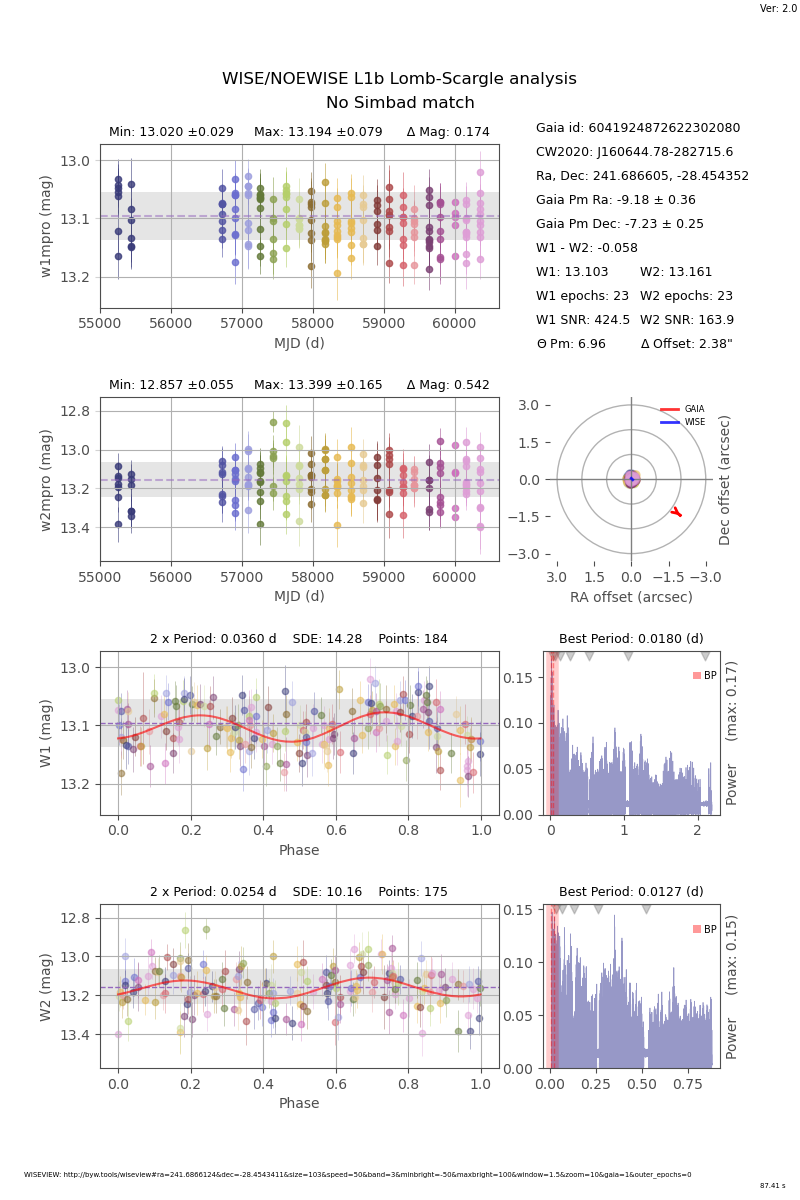 Ver: 2.0
WISE/NOEWISE L1b Lomb-Scargle analysis
No Simbad match
Min: 13.020 ±0.029 Max: 13.194 ±0.079 Δ Mag: 0.174
13.0
13.1
13.2
w1mpro (mag)
55000 56000 57000 58000 59000 60000
MJD (d)
Gaia id: 6041924872622302080
CW2020: J160644.78-282715.6
Ra, Dec: 241.686605, -28.454352
Gaia Pm Ra: -9.18 ± 0.36
Gaia Pm Dec: -7.23 ± 0.25
W1 - W2: -0.058
W1: 13.103 W2: 13.161
W1 epochs: 23 W2 epochs: 23
W1 SNR: 424.5 W2 SNR: 163.9
Θ Pm: 6.96 Δ Offset: 2.38"
Min: 12.857 ±0.055 Max: 13.399 ±0.165 Δ Mag: 0.542
12.8
13.0
13.2
13.4
w2mpro (mag)
55000 56000 57000 58000 59000 60000
MJD (d)
GAIA
WISE
3.0
1.5
0.0
−1.5
−3.0
Dec offset (arcsec)
3.0 1.5 0.0 −1.5 −3.0
RA offset (arcsec)
2 x Period: 0.0360 d SDE: 14.28 Points: 184
13.0
13.1
13.2
W1 (mag)
0.0 0.2 0.4 0.6 0.8 1.0
Phase
Best Period: 0.0180 (d)
BP
0.15
0.10
0.05
0.00
0 1 2
Power (max: 0.17)
2 x Period: 0.0254 d SDE: 10.16 Points: 175
12.8
13.0
13.2
13.4
W2 (mag)
0.0 0.2 0.4 0.6 0.8 1.0
Phase
Best Period: 0.0127 (d)
BP
0.15
0.10
0.05
0.00
0.00 0.25 0.50 0.75
Power (max: 0.15)
WISEVIEW: http://byw.tools/wiseview#ra=241.6866124&dec=-28.4543411&size=103&speed=50&band=3&minbright=-50&maxbright=100&window=1.5&zoom=10&gaia=1&outer_epochs=0
87.41 s